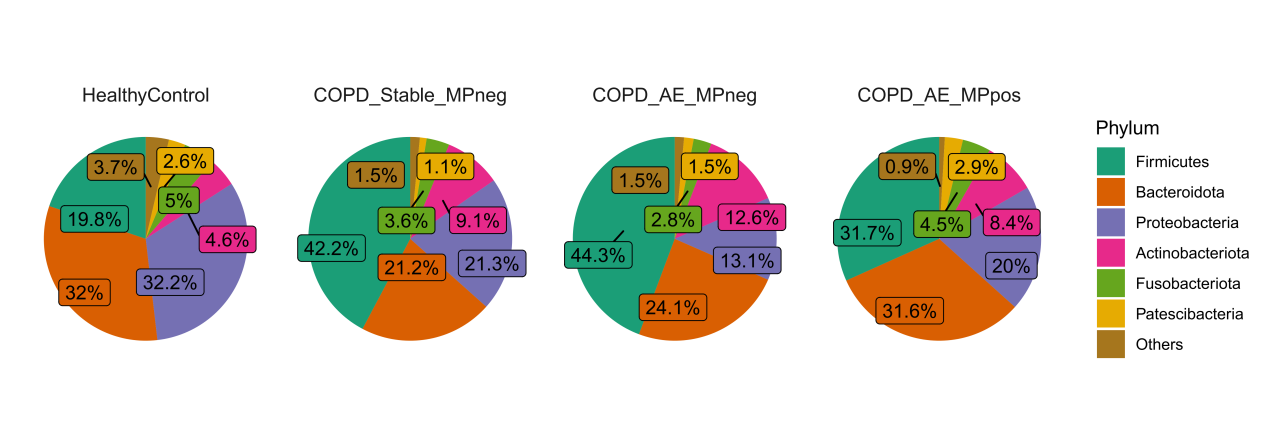 HealthyControl
COPD_Stable_MPneg
COPD_AE_MPneg
COPD_AE_MPpos
3.7%
2.6%
5%
19.8%
4.6%
32.2%
32%
1.5%
1.1%
3.6%
9.1%
42.2%
21.2%
21.3%
1.5%
1.5%
2.8%
12.6%
44.3%
13.1%
24.1%
0.9%
2.9%
4.5%
8.4%
31.7%
20%
31.6%
Phylum
Firmicutes
Bacteroidota
Proteobacteria
Actinobacteriota
Fusobacteriota
Patescibacteria
Others